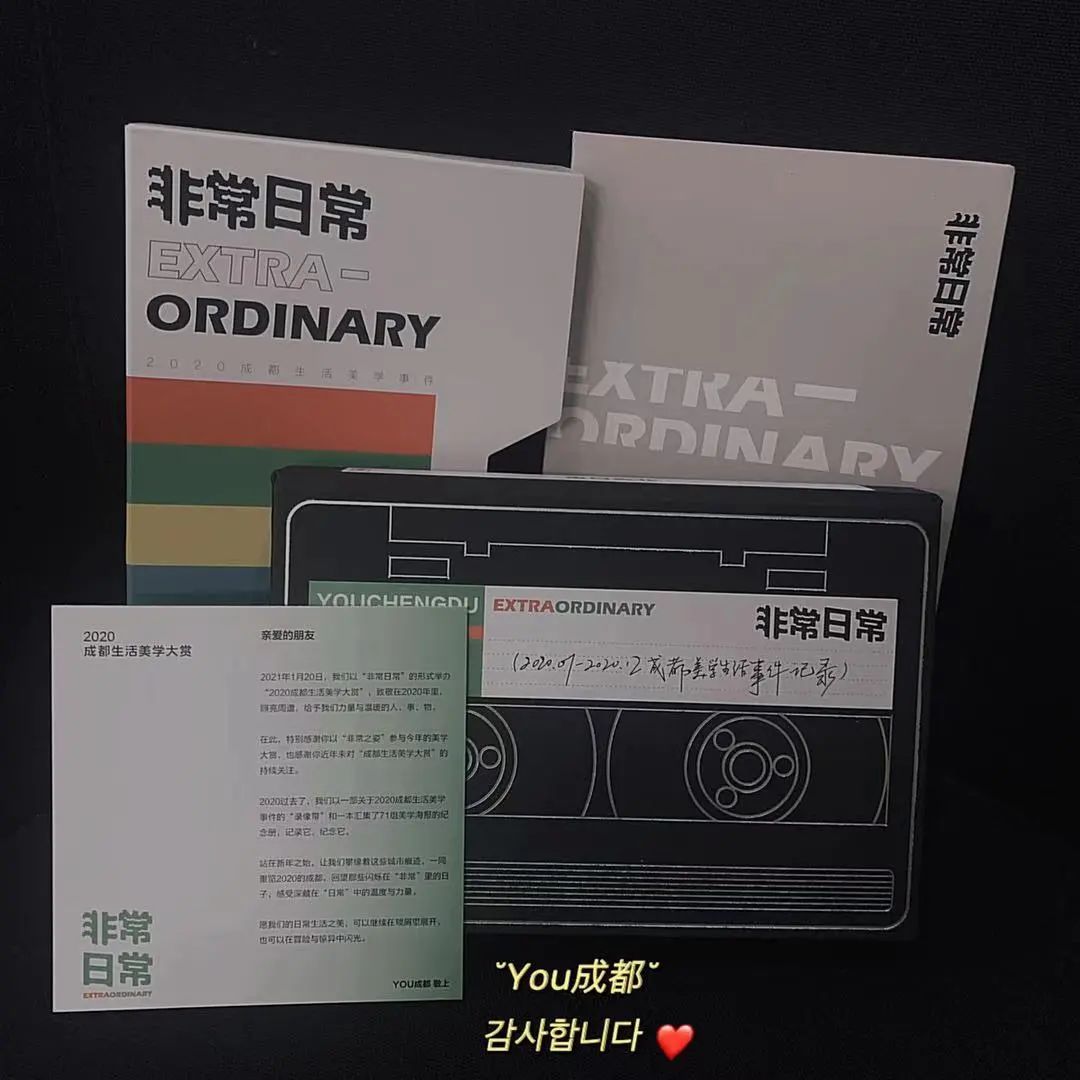 非常日常
EXTRA-
ORDINARY
2020成都生活美学事件
非常日常
EXTRA-
ORDINARY
YOUCHENGDU
EXTRAORDINARY
非常日常
(2020.01-2020.12成都美学生活事件记录)
2020
成都生活美学大赏
亲爱的朋友
2021年1月20日，我们以“非常日常”的形式举办
“2020成都生活美学大赏”，致敬在2020年里，
照亮周遭，给予我们力量与温暖的人、事、物。
在此，特别感谢你以“非常之姿”参与今年的美学
大赏，也感谢你近年来对“成都生活美学大赏”的
持续关注。
2020过去了，我们以一部关于2020成都生活美学
事件的“录像带”和一本汇集了71组美学海报的纪
念册，记录它、纪念它。
站在新年之始，让我们攀缘着这些城市痕迹，一同
重览2020的成都，回望那些闪烁在“非常”里的日
子，感受深藏在“日常”中的温度与力量。
愿我们的日常生活之美，可以继续在琐屑里展开，
也可以在冒险与惊异中闪光。
YOU成都 敬上
非常
日常
EXTRAORDINARY
˘You成都˘
감사합니다 ❤️